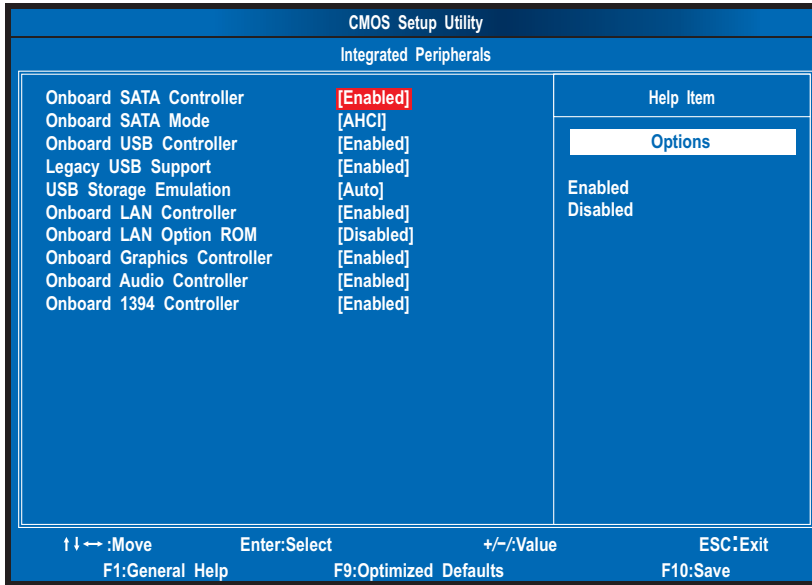 CMOS Setup Utility
Integrated Peripherals
Onboard SATA Controller [Enabled]
Onboard SATA Mode [AHCI]
Onboard USB Controller [Enabled]
Legacy USB Support [Enabled]
USB Storage Emulation [Auto]
Onboard LAN Controller [Enabled]
Onboard LAN Option ROM [Disabled]
Onboard Graphics Controller [Enabled]
Onboard Audio Controller [Enabled]
Onboard 1394 Controller [Enabled]
Help Item
Options
Enabled
Disabled
↑↓↔:Move Enter:Select +/-/:Value ESC:Exit
F1:General Help F9:Optimized Defaults F10:Save